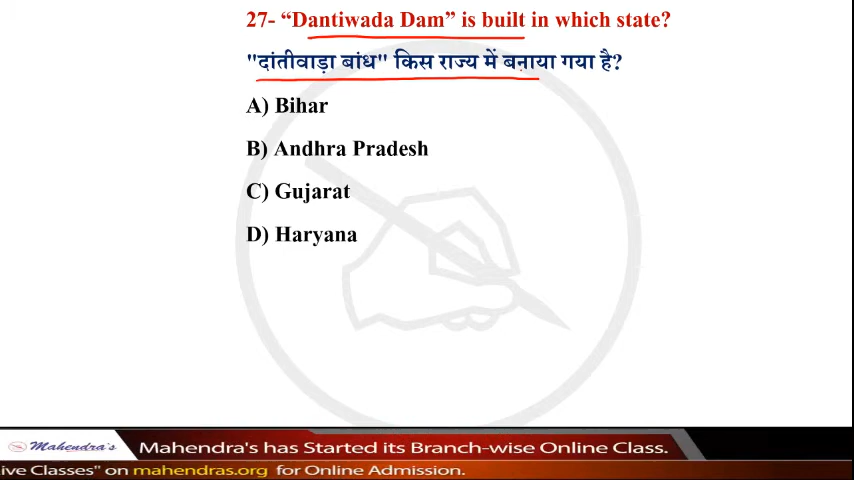 27- “Dantiwada Dam” is built in which state?
"दांतीवाड़ा बांध" किस राज्य में बनाया गया है?
A) Bihar
B) Andhra Pradesh
C) Gujarat
D) Haryana
Mahendra's
Mahendra's has Started its Branch-wise Online Class.
ive Classes" on mahendras.org for Online Admission.